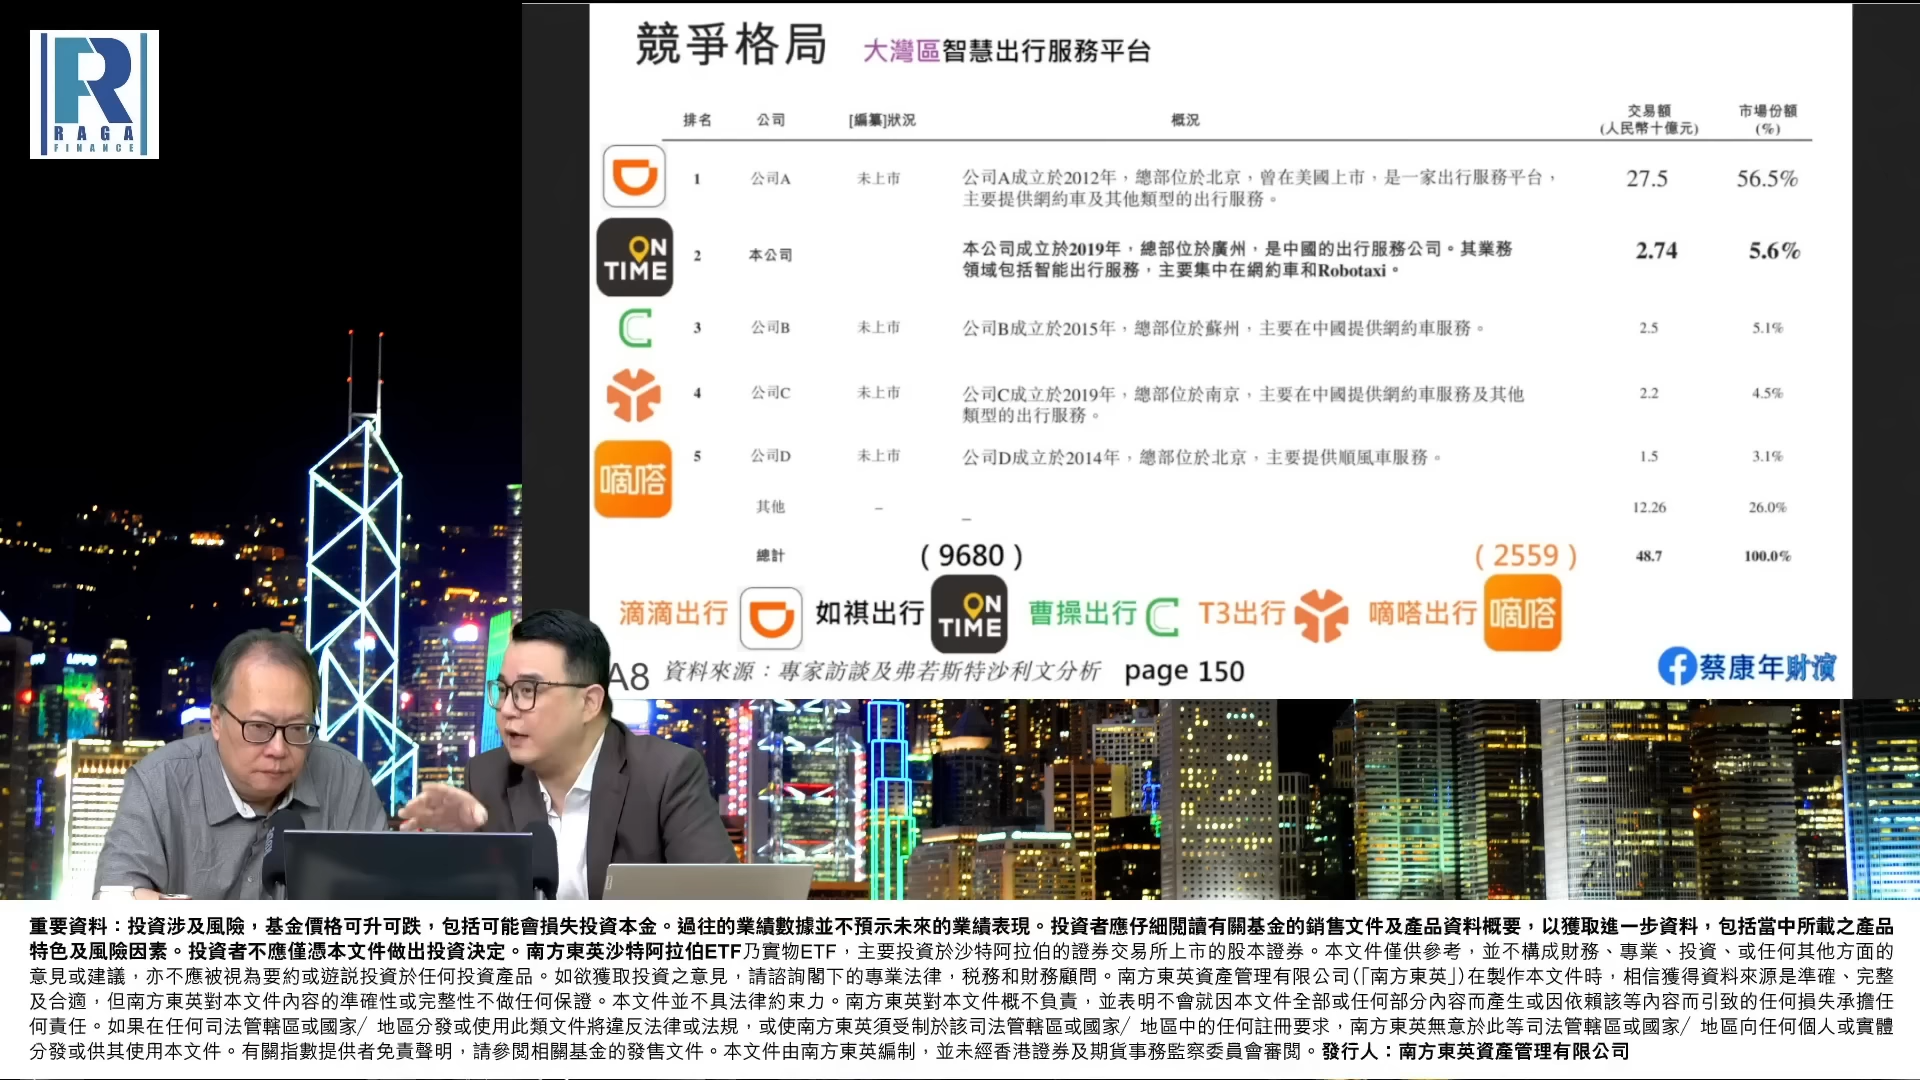 RAGA
FINANCE
競爭格局 大灣區智慧出行服務平台
排名 公司 [編纂]狀況 概況 交易額 (人民幣十億元) 市場份額 (%)
1 公司A 未上市 公司A成立於2012年，總部位於北京，曾在美國上市，是一家出行服務平台， 27.5 56.5%
主要提供網約車及其他類型的出行服務。
ON
TIME
2 本公司 本公司成立於2019年，總部位於廣州，是中國的出行服務公司。其業務 2.74 5.6%
領域包括智能出行服務，主要集中在網約車和Robotaxi。
3 公司B 未上市 公司B成立於2015年，總部位於蘇州，主要在中國提供網約車服務。 2.5 5.1%
4 公司C 未上市 公司C成立於2019年，總部位於南京，主要在中國提供網約車服務及其他 2.2 4.5%
類型的出行服務。
嘀嗒
5 公司D 未上市 公司D成立於2014年，總部位於北京，主要提供順風車服務。 1.5 3.1%
其他 – – 12.26 26.0%
總計 48.7 100.0%
( 9680 ) ( 2559 )
滴滴出行 如祺出行 ON TIME 曹操出行 T3出行 嘀嗒出行 嘀嗒
A8 資料來源：專家訪談及弗若斯特沙利文分析 page 150
蔡康年財演
重要資料：投資涉及風險，基金價格可升可跌，包括可能會損失投資本金。過往的業績數據並不預示未來的業績表現。投資者應仔細閱讀有關基金的銷售文件及產品資料概要，以獲取進一步資料，包括當中所載之產品
特色及風險因素。投資者不應僅憑本文件做出投資決定。南方東英沙特阿拉伯ETF乃實物ETF，主要投資於沙特阿拉伯的證券交易所上市的股本證券。本文件僅供參考，並不構成財務、專業、投資、或任何其他方面的
意見或建議，亦不應被視為要約或遊說投資於任何投資產品。如欲獲取投資之意見，請諮詢閣下的專業法律，稅務和財務顧問。南方東英資產管理有限公司(「南方東英」)在製作本文件時，相信獲得資料來源是準確、完整
及合適，但南方東英對本文件內容的準確性或完整性不做任何保證。本文件並不具法律約束力。南方東英對本文件概不負責，並表明不會就因本文件全部或任何部分內容而產生或因依賴該等內容而引致的任何損失承擔任
何責任。如果在任何司法管轄區或國家/ 地區分發或使用此類文件將違反法律或法規，或使南方東英須受制於該司法管轄區或國家/ 地區中的任何註冊要求，南方東英無意於此等司法管轄區或國家/ 地區向任何個人或實體
分發或供其使用本文件。有關指數提供者免責聲明，請參閱相關基金的發售文件。本文件由南方東英編制，並未經香港證券及期貨事務監察委員會審閱。發行人：南方東英資產管理有限公司